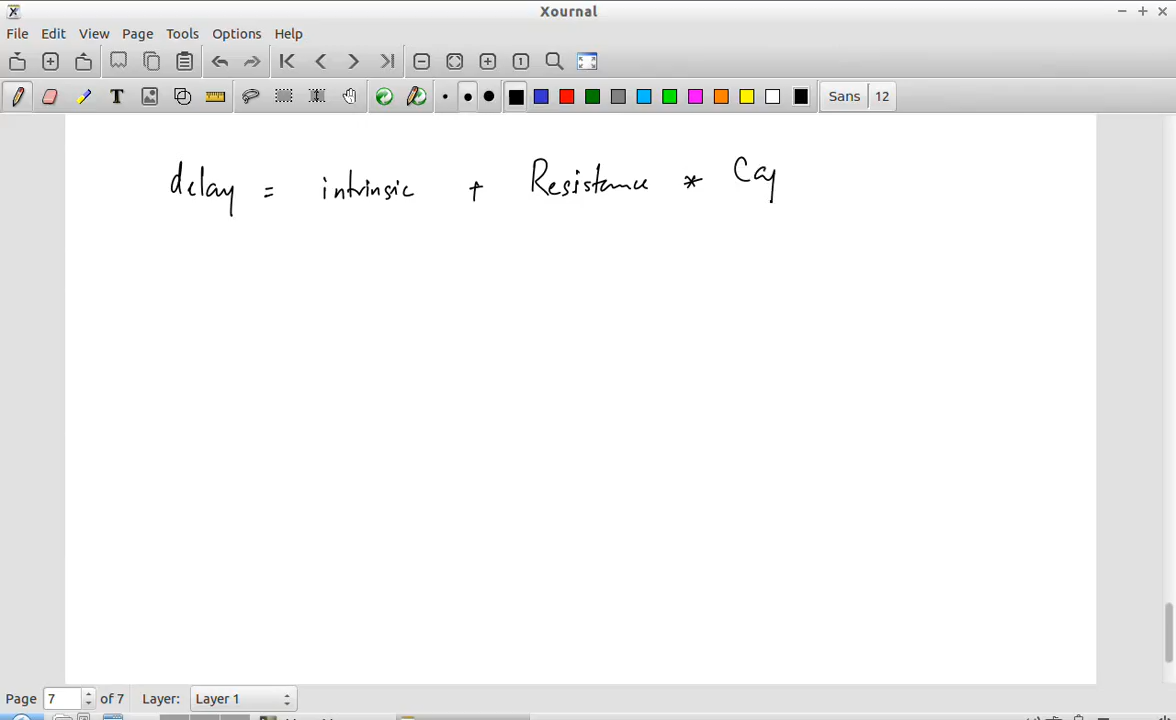 Xournal
File Edit View Page Tools Options Help
Sans 12
delay = intrinsic + Resistance * Cap
Page 7 of 7 Layer: Layer 1